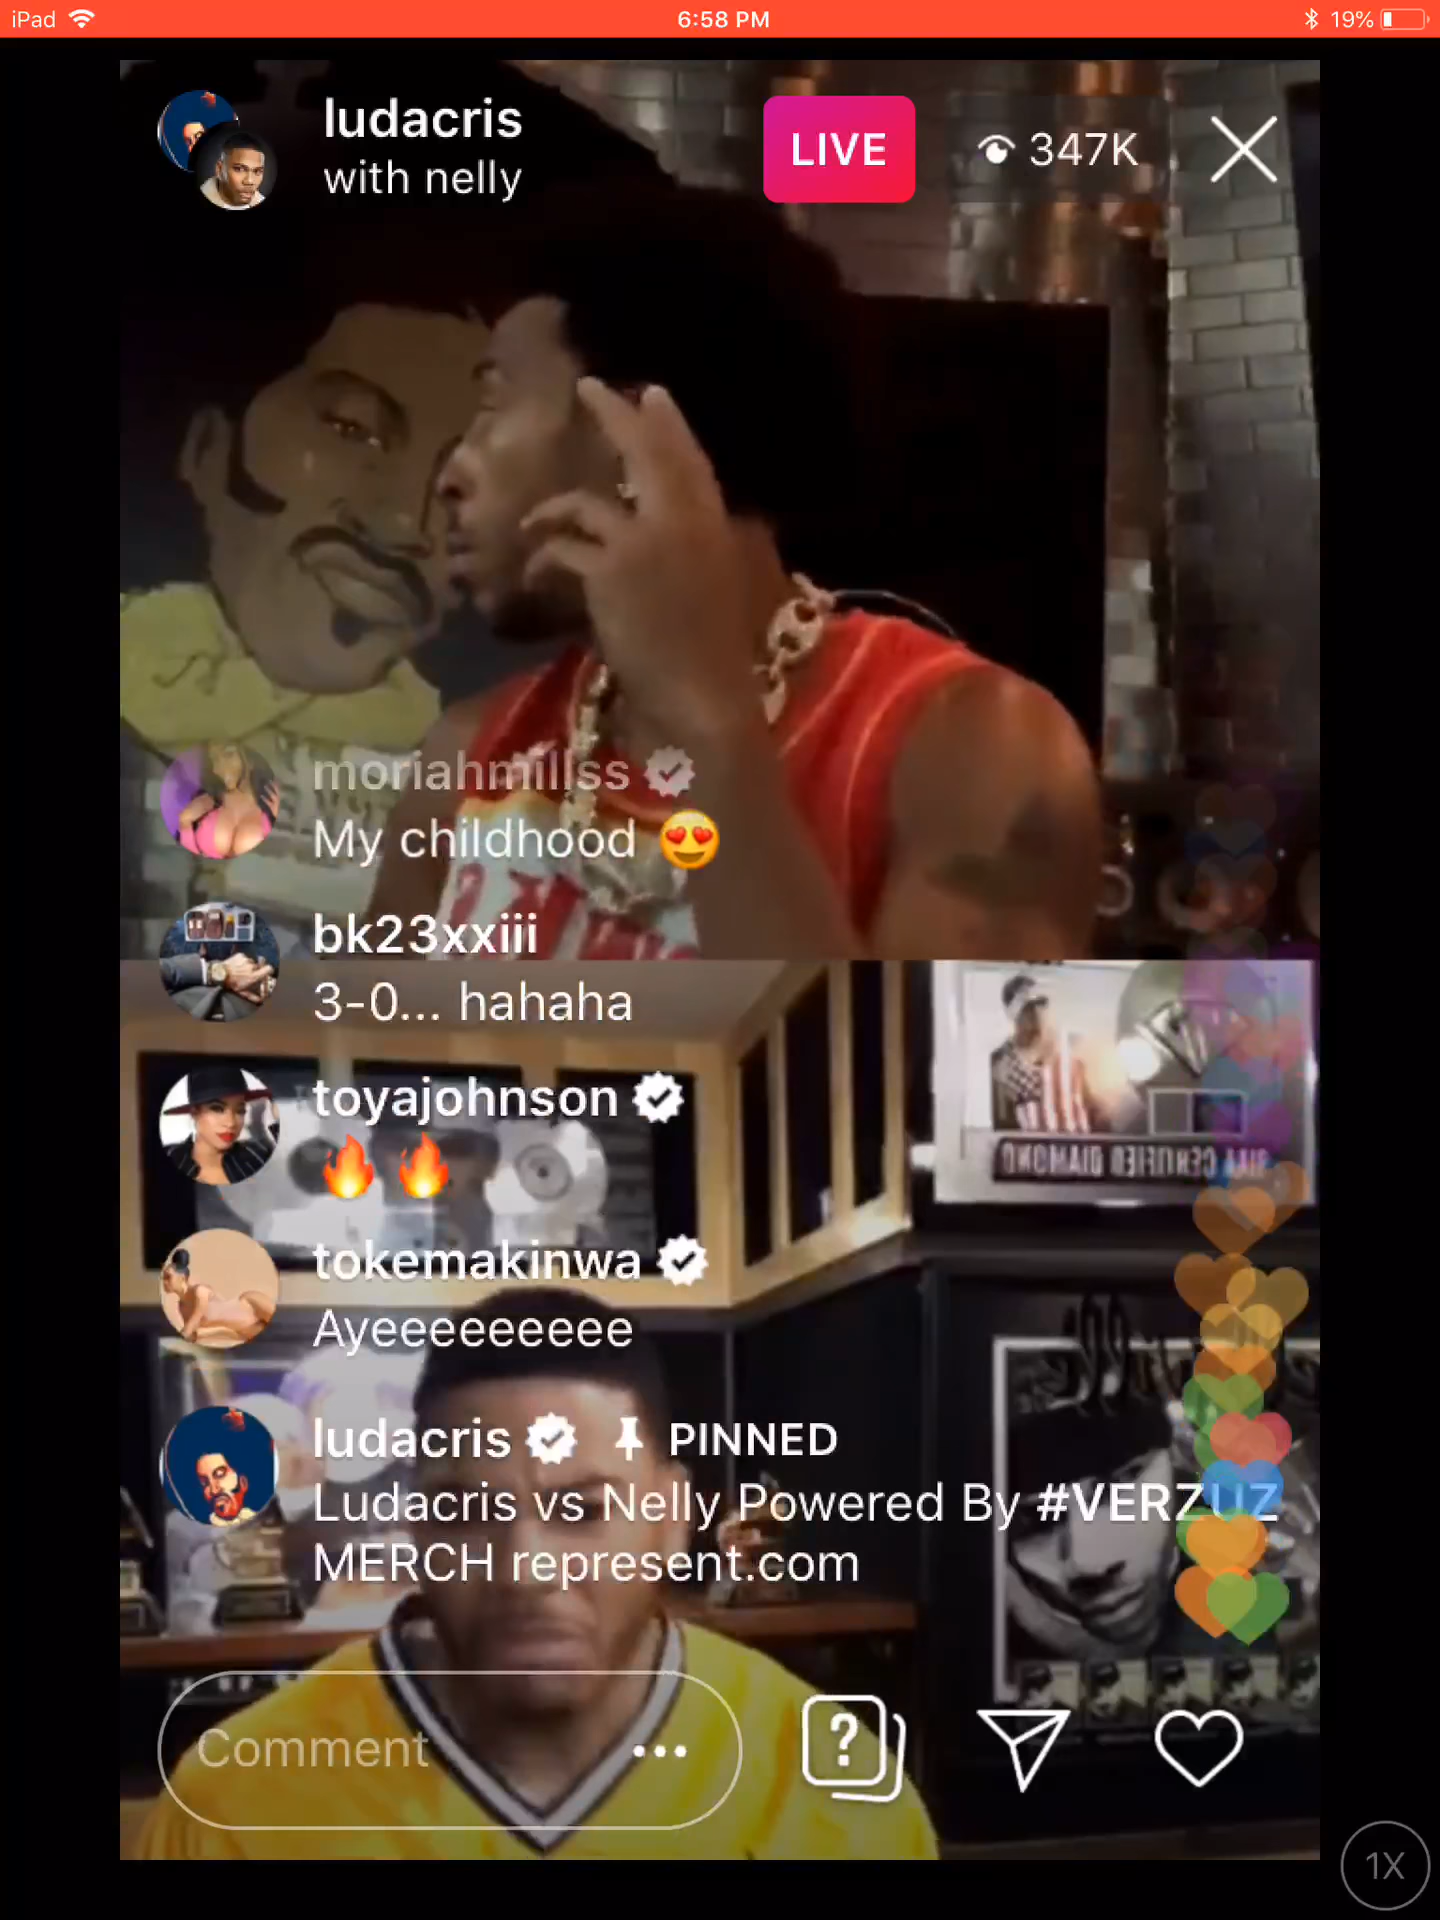 iPad
6:58 PM
19%
ludacris
with nelly
LIVE
347K
moriahmillss
My childhood 😍
bk23xxiii
3-0... hahaha
toyajohnson
🔥 🔥
tokemakinwa
Ayeeeeeeeee
ludacris PINNED
Ludacris vs Nelly Powered By #VERZUZ
MERCH represent.com
Comment
1X